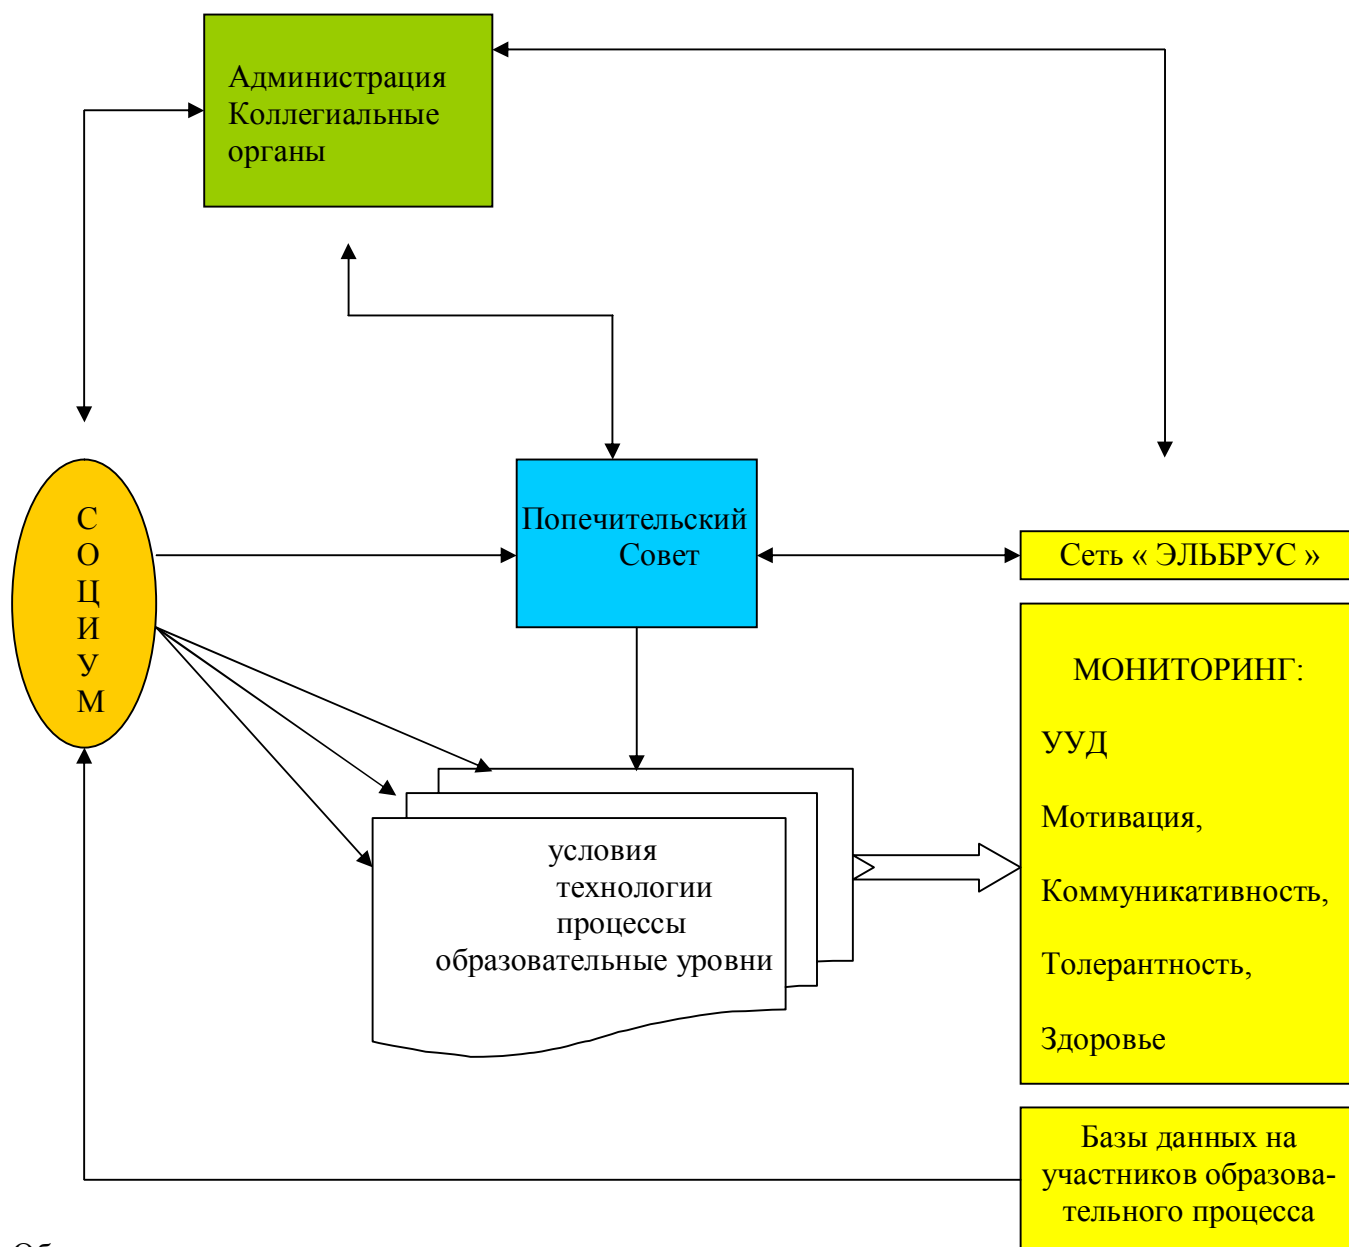 Администрация
Коллегиальные
органы
С
О
Ц
И
У
М
Попечительский
Совет
Сеть « ЭЛЬБРУС »
МОНИТОРИНГ:
УУД
Мотивация,
Коммуникативность,
Толерантность,
Здоровье
условия
технологии
процессы
образовательные уровни
Базы данных на
участников образова-
тельного процесса